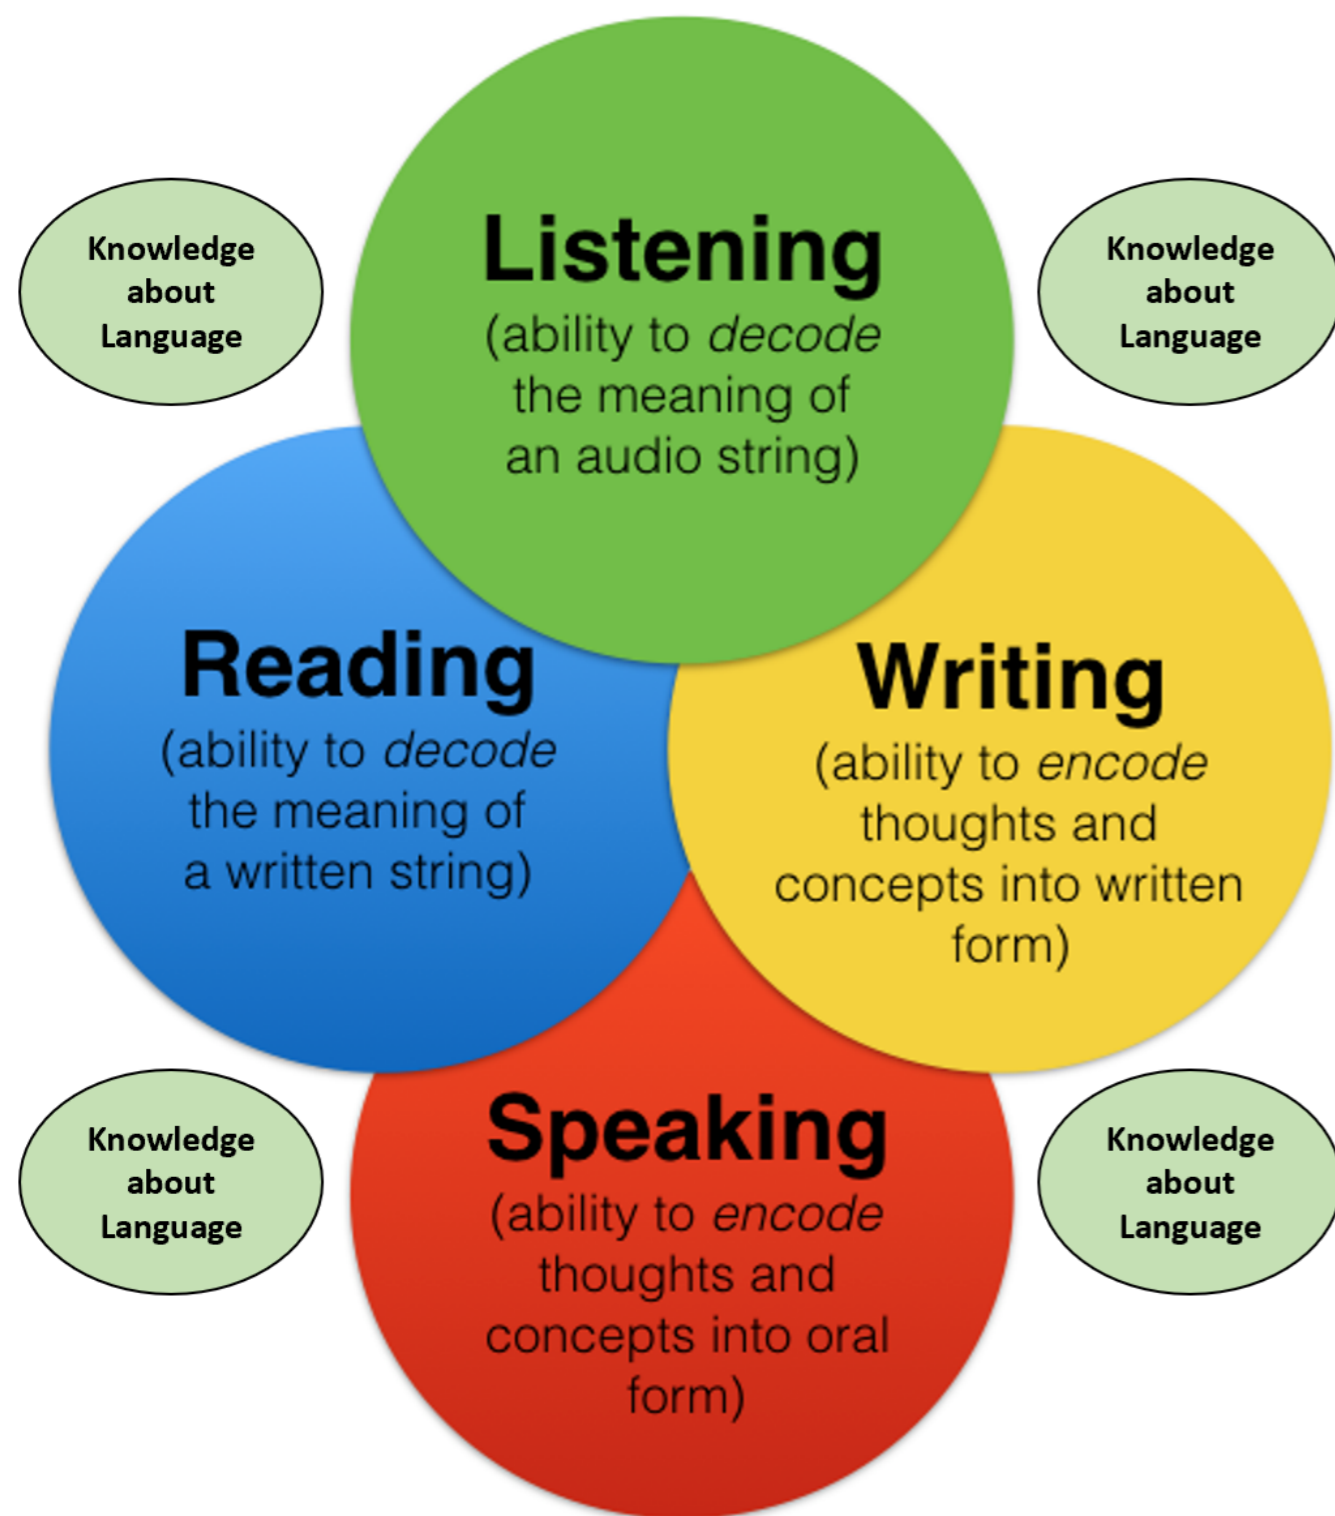 Listening
(ability to decode
the meaning of
an audio string)
Knowledge
about
Language
Knowledge
about
Language
Reading
(ability to decode
the meaning of
a written string)
Writing
(ability to encode
thoughts and
concepts into written
form)
Knowledge
about
Language
Speaking
(ability to encode
thoughts and
concepts into oral
form)
Knowledge
about
Language